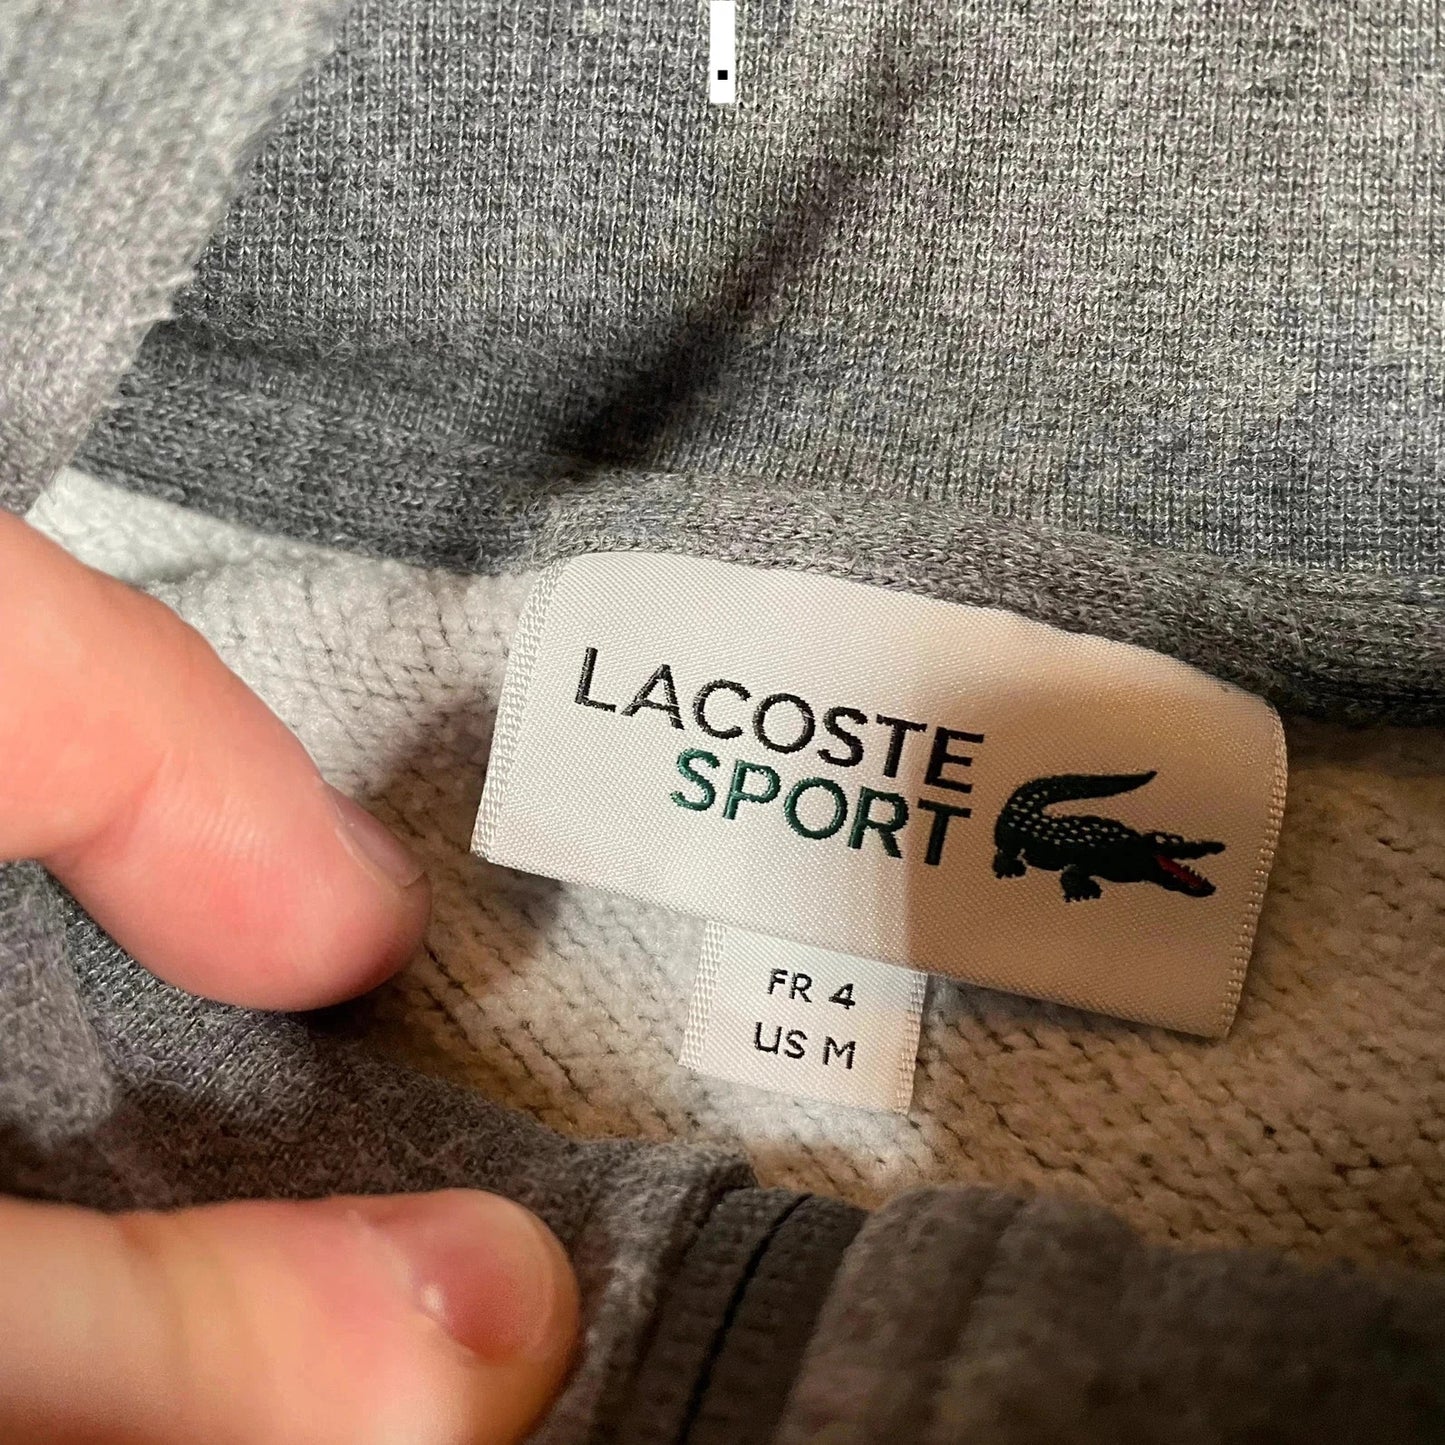 .
LACOSTE
SPORT
FR 4
US M